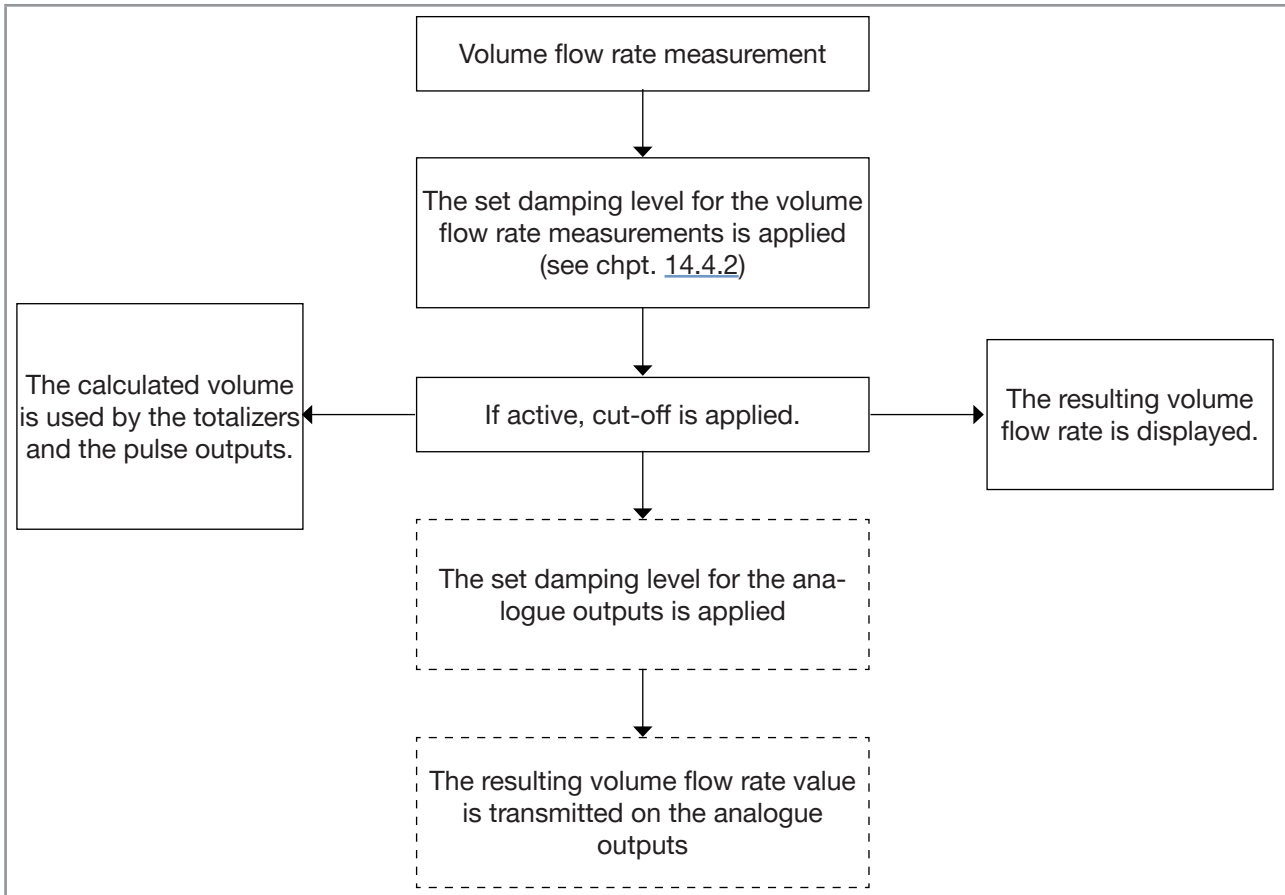 Volume flow rate measurement
The set damping level for the volume
flow rate measurements is applied
(see chpt. 14.4.2)
The calculated volume
is used by the totalizers
and the pulse outputs.
If active, cut-off is applied.
The resulting volume
flow rate is displayed.
The set damping level for the ana-
logue outputs is applied
The resulting volume flow rate value
is transmitted on the analogue
outputs